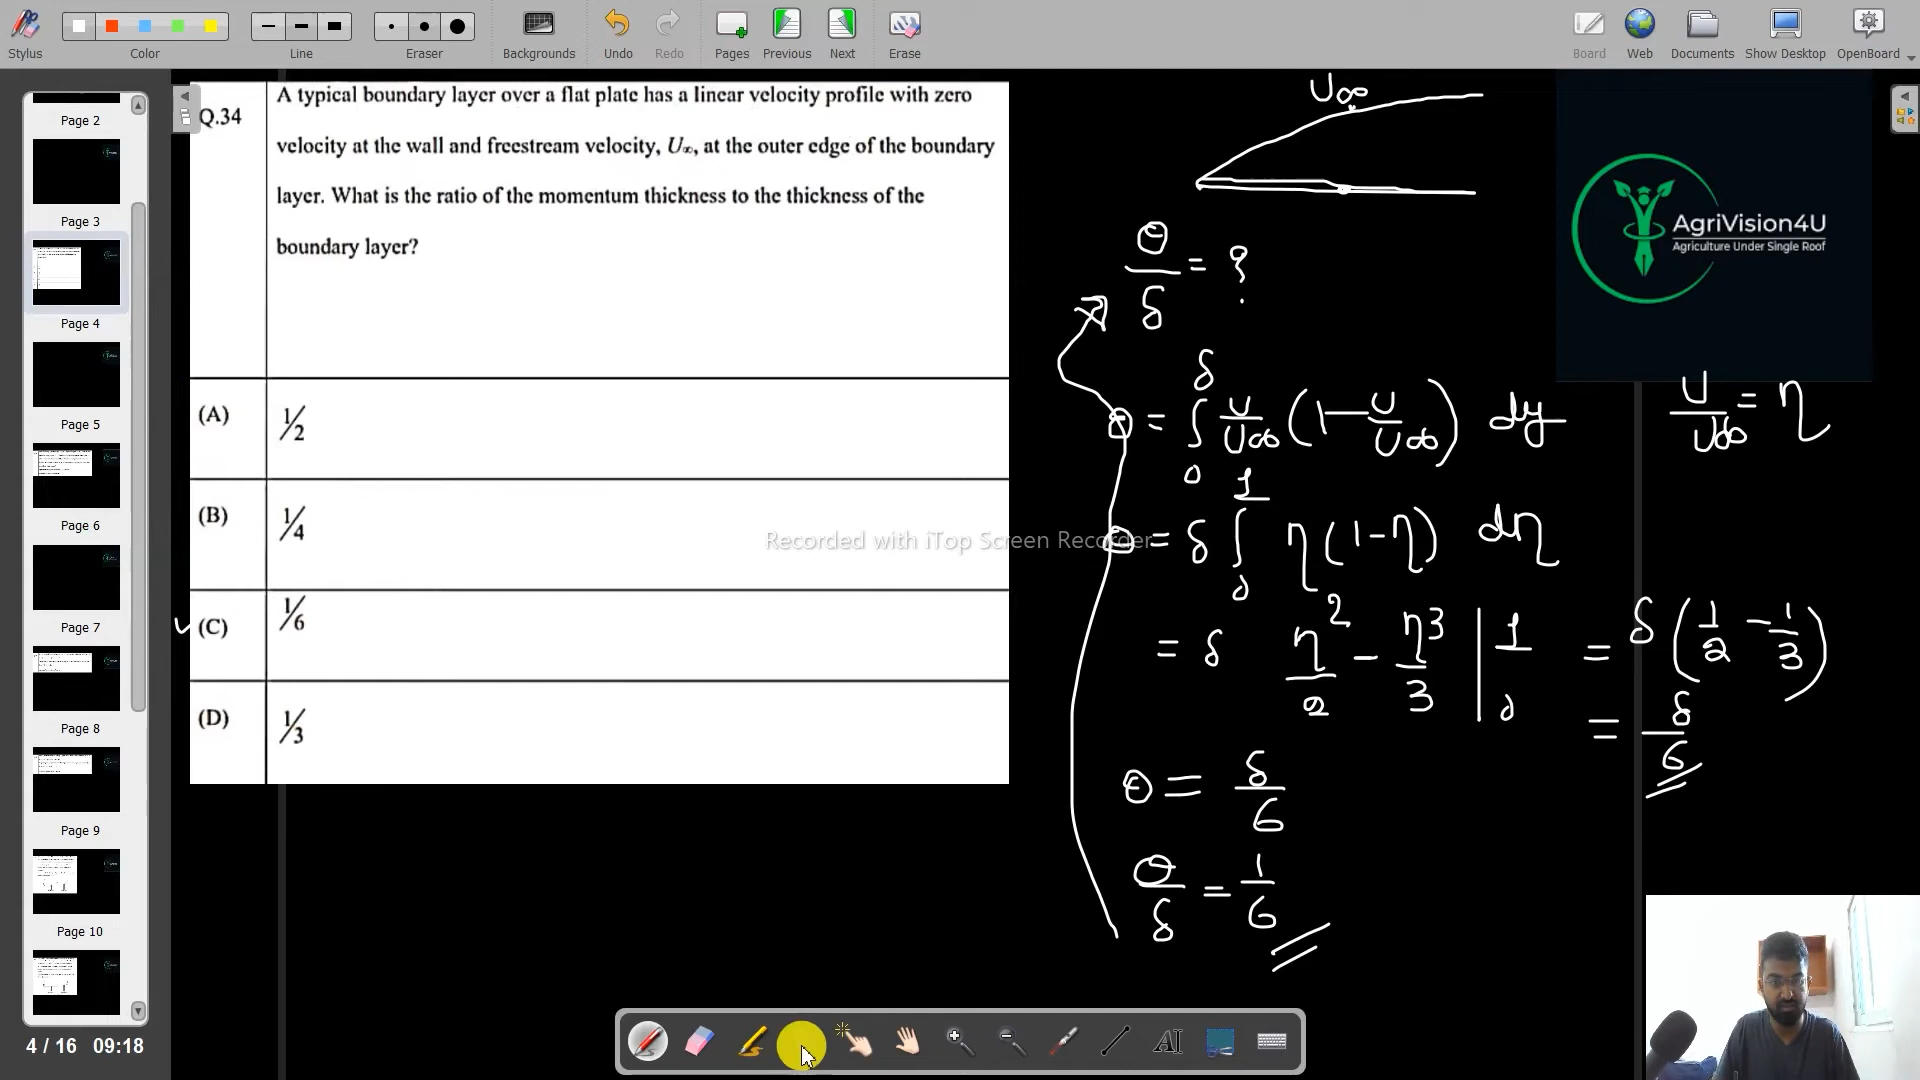 Stylus
Color
Line
Eraser
Backgrounds
Undo
Redo
Pages
Previous
Next
Erase
Board
Web
Documents
Show Desktop
OpenBoard
Page 2
Page 3
Page 4
Page 5
Page 6
Page 7
Page 8
Page 9
Page 10
4 / 16 09:18
Q.34
A typical boundary layer over a flat plate has a linear velocity profile with zero
velocity at the wall and freestream velocity, U∞, at the outer edge of the boundary
layer. What is the ratio of the momentum thickness to the thickness of the
boundary layer?
(A) 1/2
(B) 1/4
(C) 1/6
(D) 1/3
Recorded with iTop Screen Recorder
U∞
AgriVision4U
Agriculture Under Single Roof
θ/δ = ?
θ = ∫₀^δ U/U∞ (1 − U/U∞) dy
U/U∞ = η
θ = δ ∫₀^1 η(1-η) dη
= δ η²/2 − η³/3 |₀^1 = δ (1/2 − 1/3)
= δ/6
θ = δ/6
θ/δ = 1/6
AI